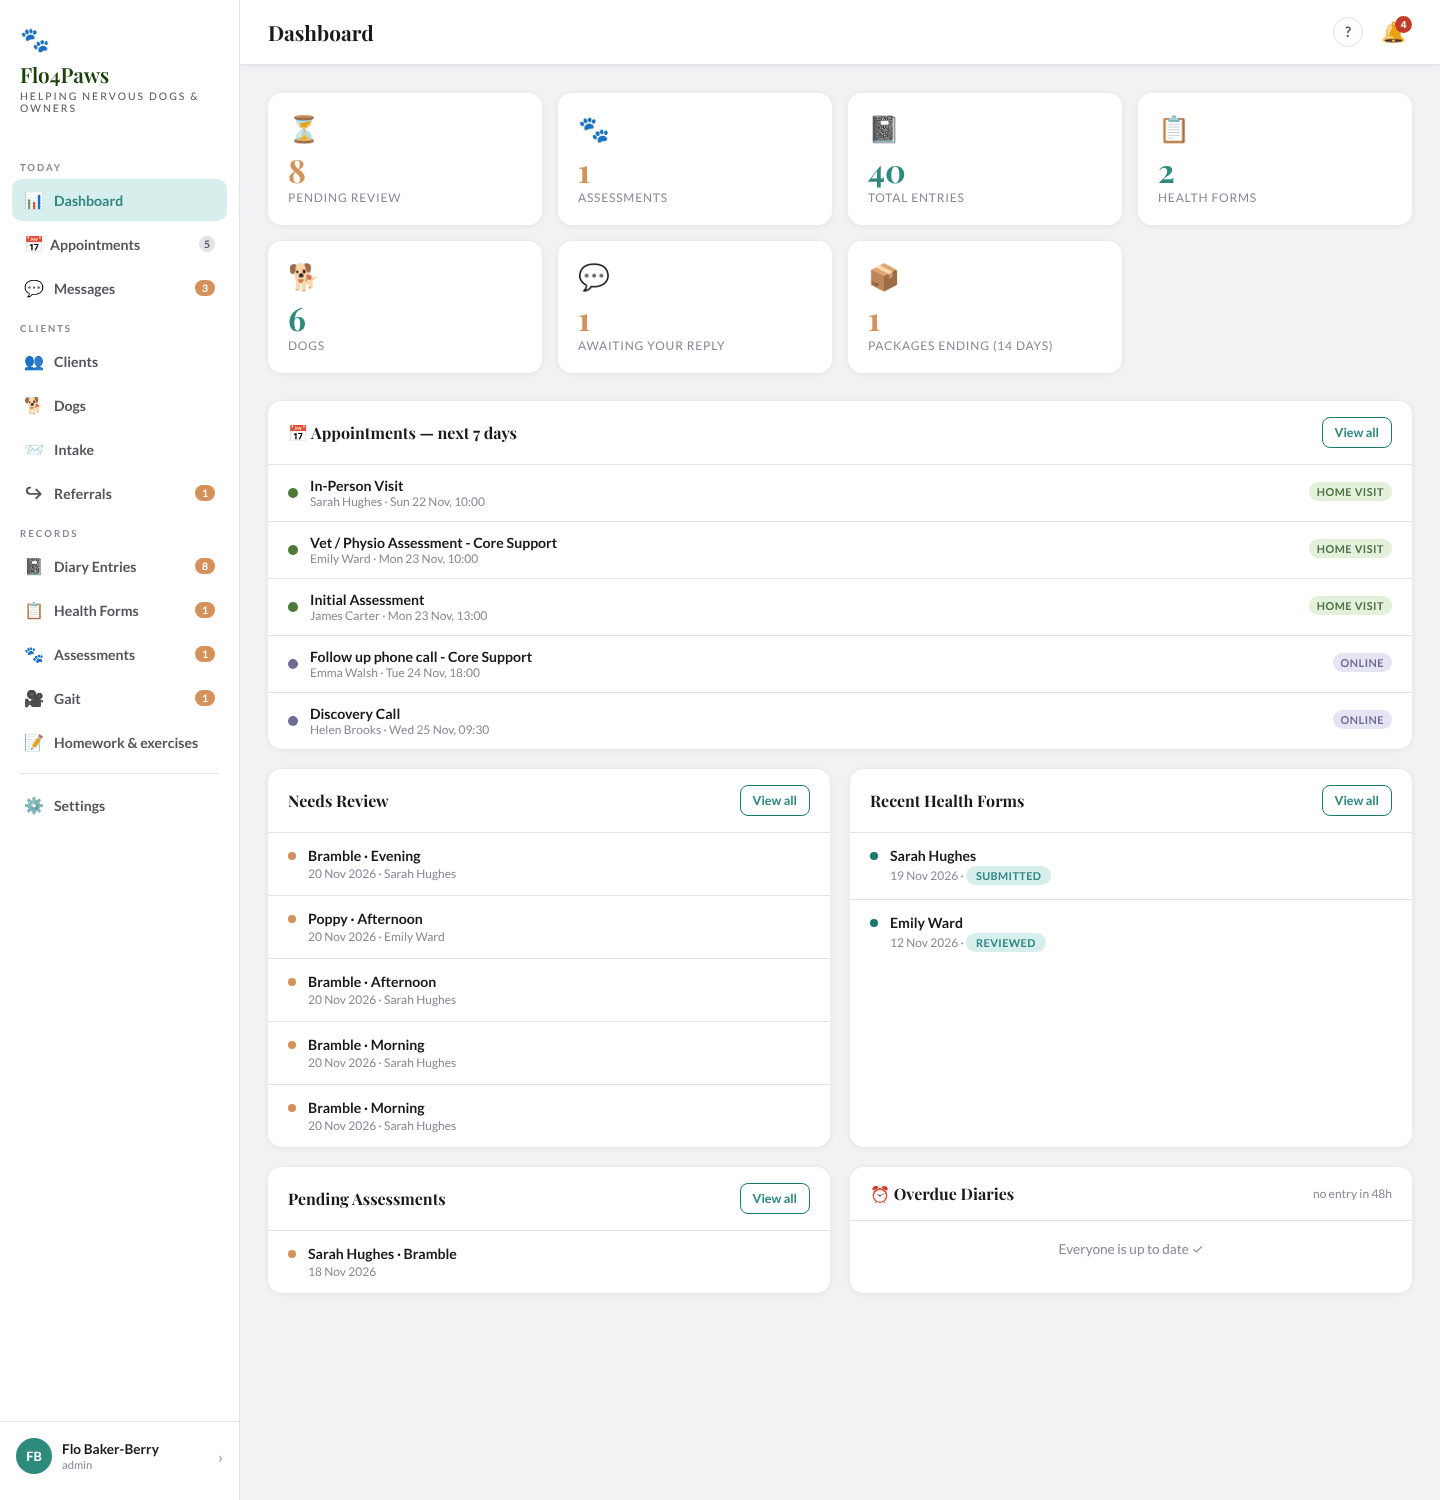 Flo4Paws
HELPING NERVOUS DOGS &
OWNERS
TODAY
Dashboard
Appointments 5
Messages 3
CLIENTS
Clients
Dogs
Intake
Referrals 1
RECORDS
Diary Entries 8
Health Forms 1
Assessments 1
Gait 1
Homework & exercises
Settings
FB
Flo Baker-Berry
admin
Dashboard
?
4
8
PENDING REVIEW
1
ASSESSMENTS
40
TOTAL ENTRIES
2
HEALTH FORMS
6
DOGS
1
AWAITING YOUR REPLY
1
PACKAGES ENDING (14 DAYS)
Appointments — next 7 days
View all
In-Person Visit
Sarah Hughes · Sun 22 Nov, 10:00
HOME VISIT
Vet / Physio Assessment - Core Support
Emily Ward · Mon 23 Nov, 10:00
HOME VISIT
Initial Assessment
James Carter · Mon 23 Nov, 13:00
HOME VISIT
Follow up phone call - Core Support
Emma Walsh · Tue 24 Nov, 18:00
ONLINE
Discovery Call
Helen Brooks · Wed 25 Nov, 09:30
ONLINE
Needs Review
View all
Bramble · Evening
20 Nov 2026 · Sarah Hughes
Poppy · Afternoon
20 Nov 2026 · Emily Ward
Bramble · Afternoon
20 Nov 2026 · Sarah Hughes
Bramble · Morning
20 Nov 2026 · Sarah Hughes
Bramble · Morning
20 Nov 2026 · Sarah Hughes
Recent Health Forms
View all
Sarah Hughes
19 Nov 2026 · SUBMITTED
Emily Ward
12 Nov 2026 · REVIEWED
Pending Assessments
View all
Sarah Hughes · Bramble
18 Nov 2026
Overdue Diaries
no entry in 48h
Everyone is up to date ✓